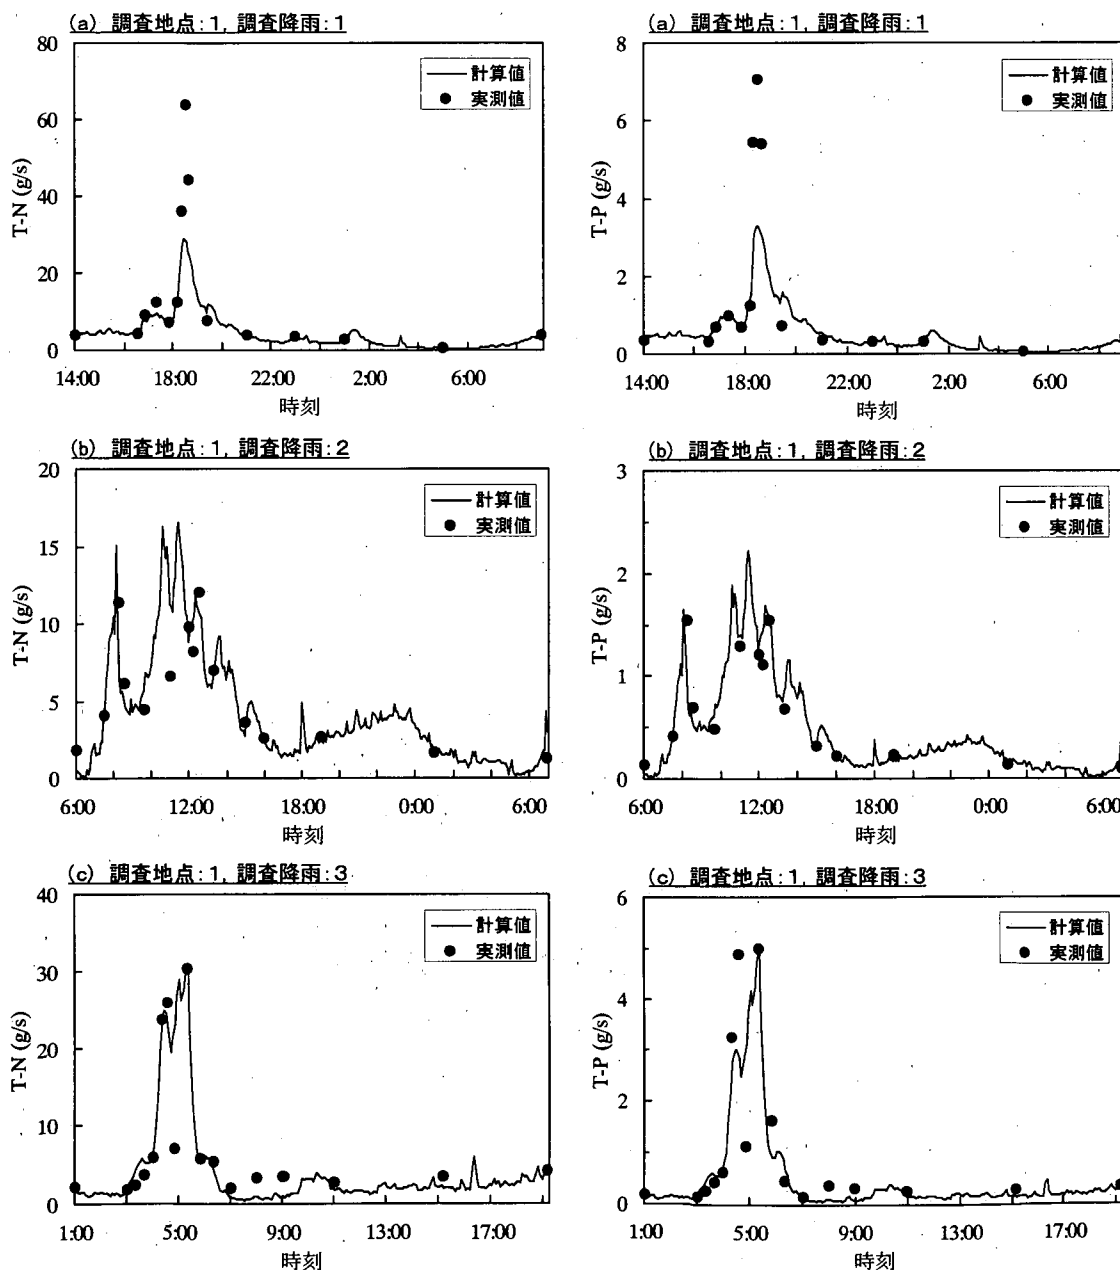 (a) 調査地点:1, 調査降雨:1
80
60
40
20
0
T-N (g/s)
計算値
実測値
14:00 18:00 22:00 2:00 6:00
時刻
(a) 調査地点:1, 調査降雨:1
8
6
4
2
0
T-P (g/s)
計算値
実測値
14:00 18:00 22:00 2:00 6:00
時刻
(b) 調査地点:1, 調査降雨:2
20
15
10
5
0
T-N (g/s)
計算値
実測値
6:00 12:00 18:00 0:00 6:00
時刻
(b) 調査地点:1, 調査降雨:2
3
2
1
0
T-P (g/s)
計算値
実測値
6:00 12:00 18:00 0:00 6:00
時刻
(c) 調査地点:1, 調査降雨:3
40
30
20
10
0
T-N (g/s)
計算値
実測値
1:00 5:00 9:00 13:00 17:00
時刻
(c) 調査地点:1, 調査降雨:3
6
4
2
0
T-P (g/s)
計算値
実測値
1:00 5:00 9:00 13:00 17:00
時刻